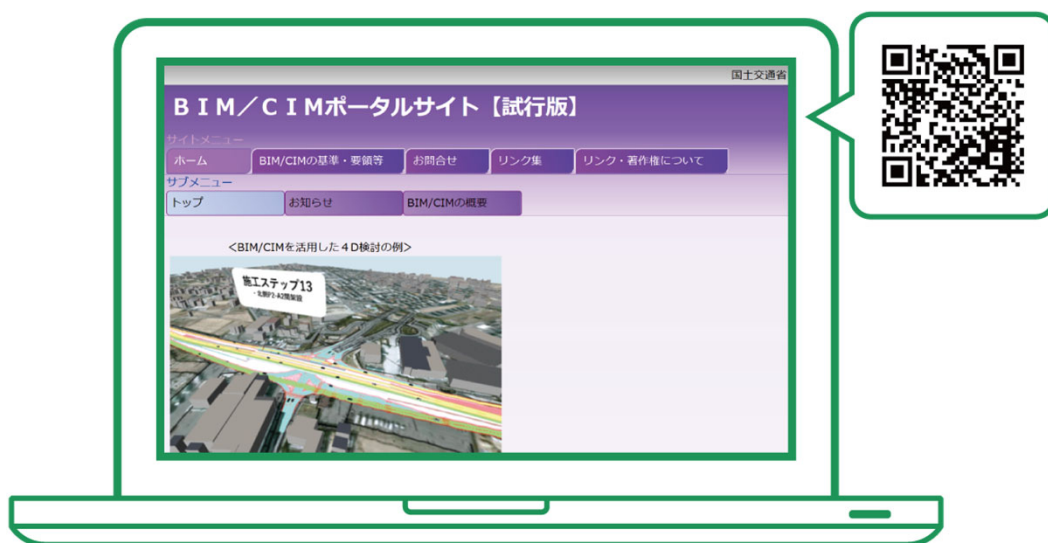 国土交通省
BIM/CIMポータルサイト【試行版】
サイトメニュー
ホーム
BIM/CIMの基準・要領等
お問合せ
リンク集
リンク・著作権について
サブメニュー
トップ
お知らせ
BIM/CIMの概要
<BIM/CIMを活用した4D検討の例>
施工ステップ13